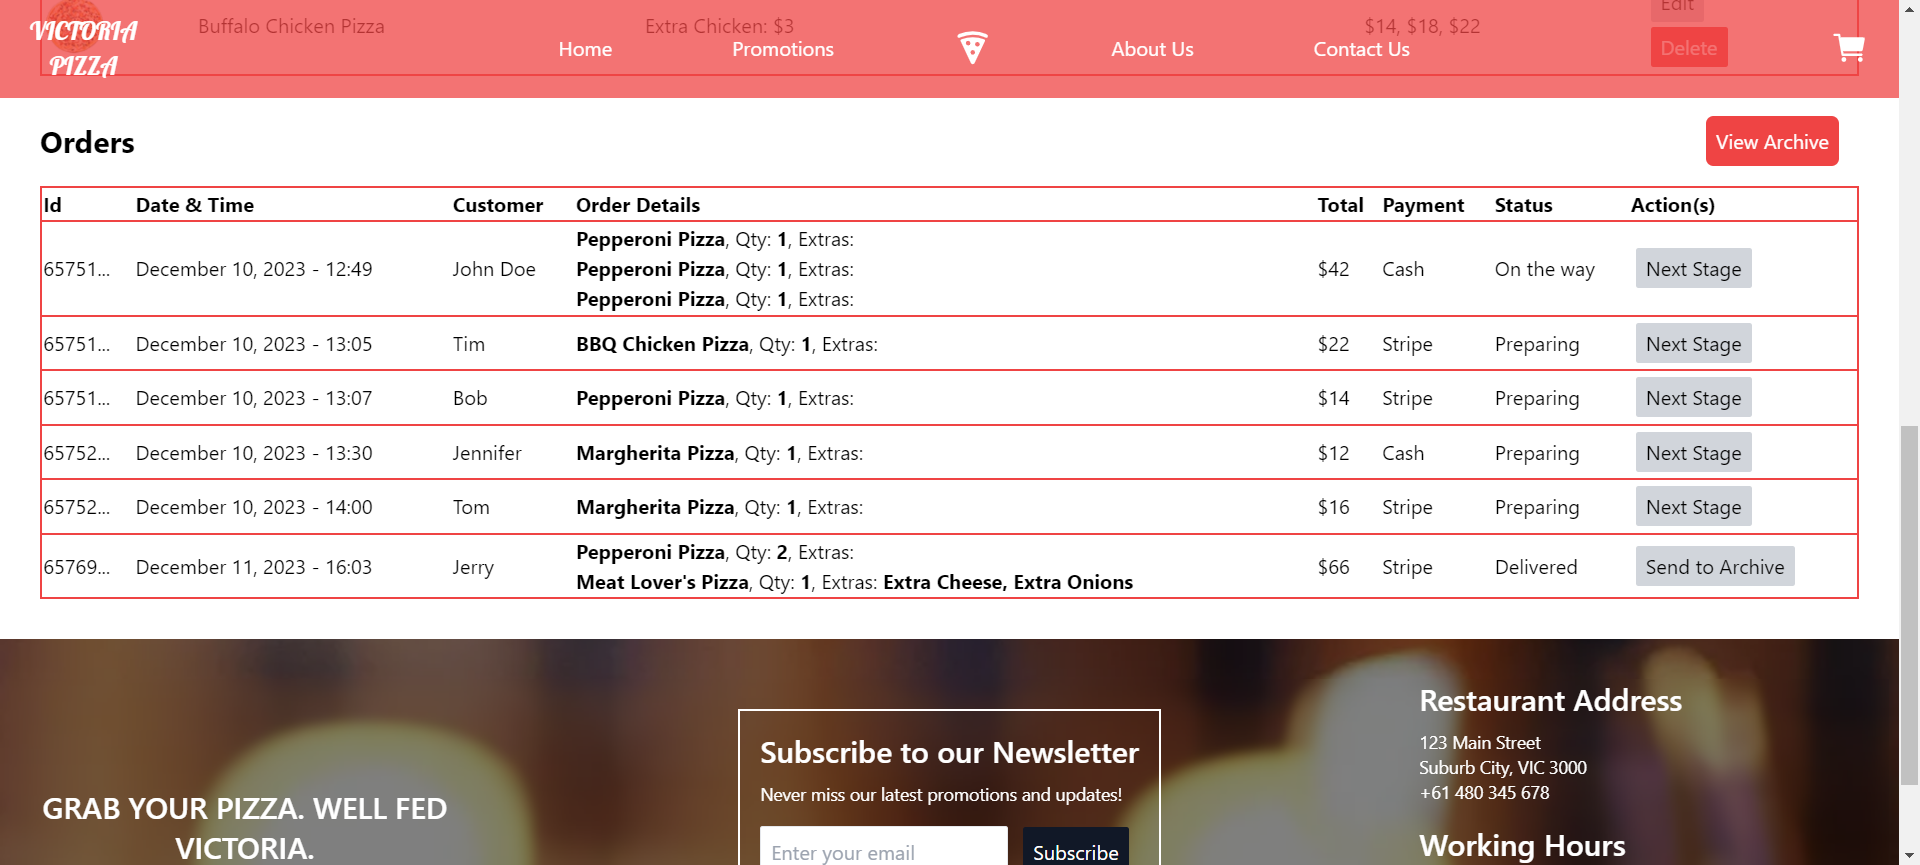 Buffalo Chicken Pizza Extra Chicken: $3 $14, $18, $22 Edit
Delete
VICTORIA
PIZZA
Home Promotions About Us Contact Us
Orders View Archive
Id Date & Time Customer Order Details Total Payment Status Action(s)
Pepperoni Pizza, Qty: 1, Extras:
65751... December 10, 2023 - 12:49 John Doe Pepperoni Pizza, Qty: 1, Extras: $42 Cash On the way Next Stage
Pepperoni Pizza, Qty: 1, Extras:
65751... December 10, 2023 - 13:05 Tim BBQ Chicken Pizza, Qty: 1, Extras: $22 Stripe Preparing Next Stage
65751... December 10, 2023 - 13:07 Bob Pepperoni Pizza, Qty: 1, Extras: $14 Stripe Preparing Next Stage
65752... December 10, 2023 - 13:30 Jennifer Margherita Pizza, Qty: 1, Extras: $12 Cash Preparing Next Stage
65752... December 10, 2023 - 14:00 Tom Margherita Pizza, Qty: 1, Extras: $16 Stripe Preparing Next Stage
Pepperoni Pizza, Qty: 2, Extras:
65769... December 11, 2023 - 16:03 Jerry Meat Lover's Pizza, Qty: 1, Extras: Extra Cheese, Extra Onions $66 Stripe Delivered Send to Archive
GRAB YOUR PIZZA. WELL FED
VICTORIA.
Subscribe to our Newsletter
Never miss our latest promotions and updates!
Enter your email Subscribe
Restaurant Address
123 Main Street
Suburb City, VIC 3000
+61 480 345 678
Working Hours